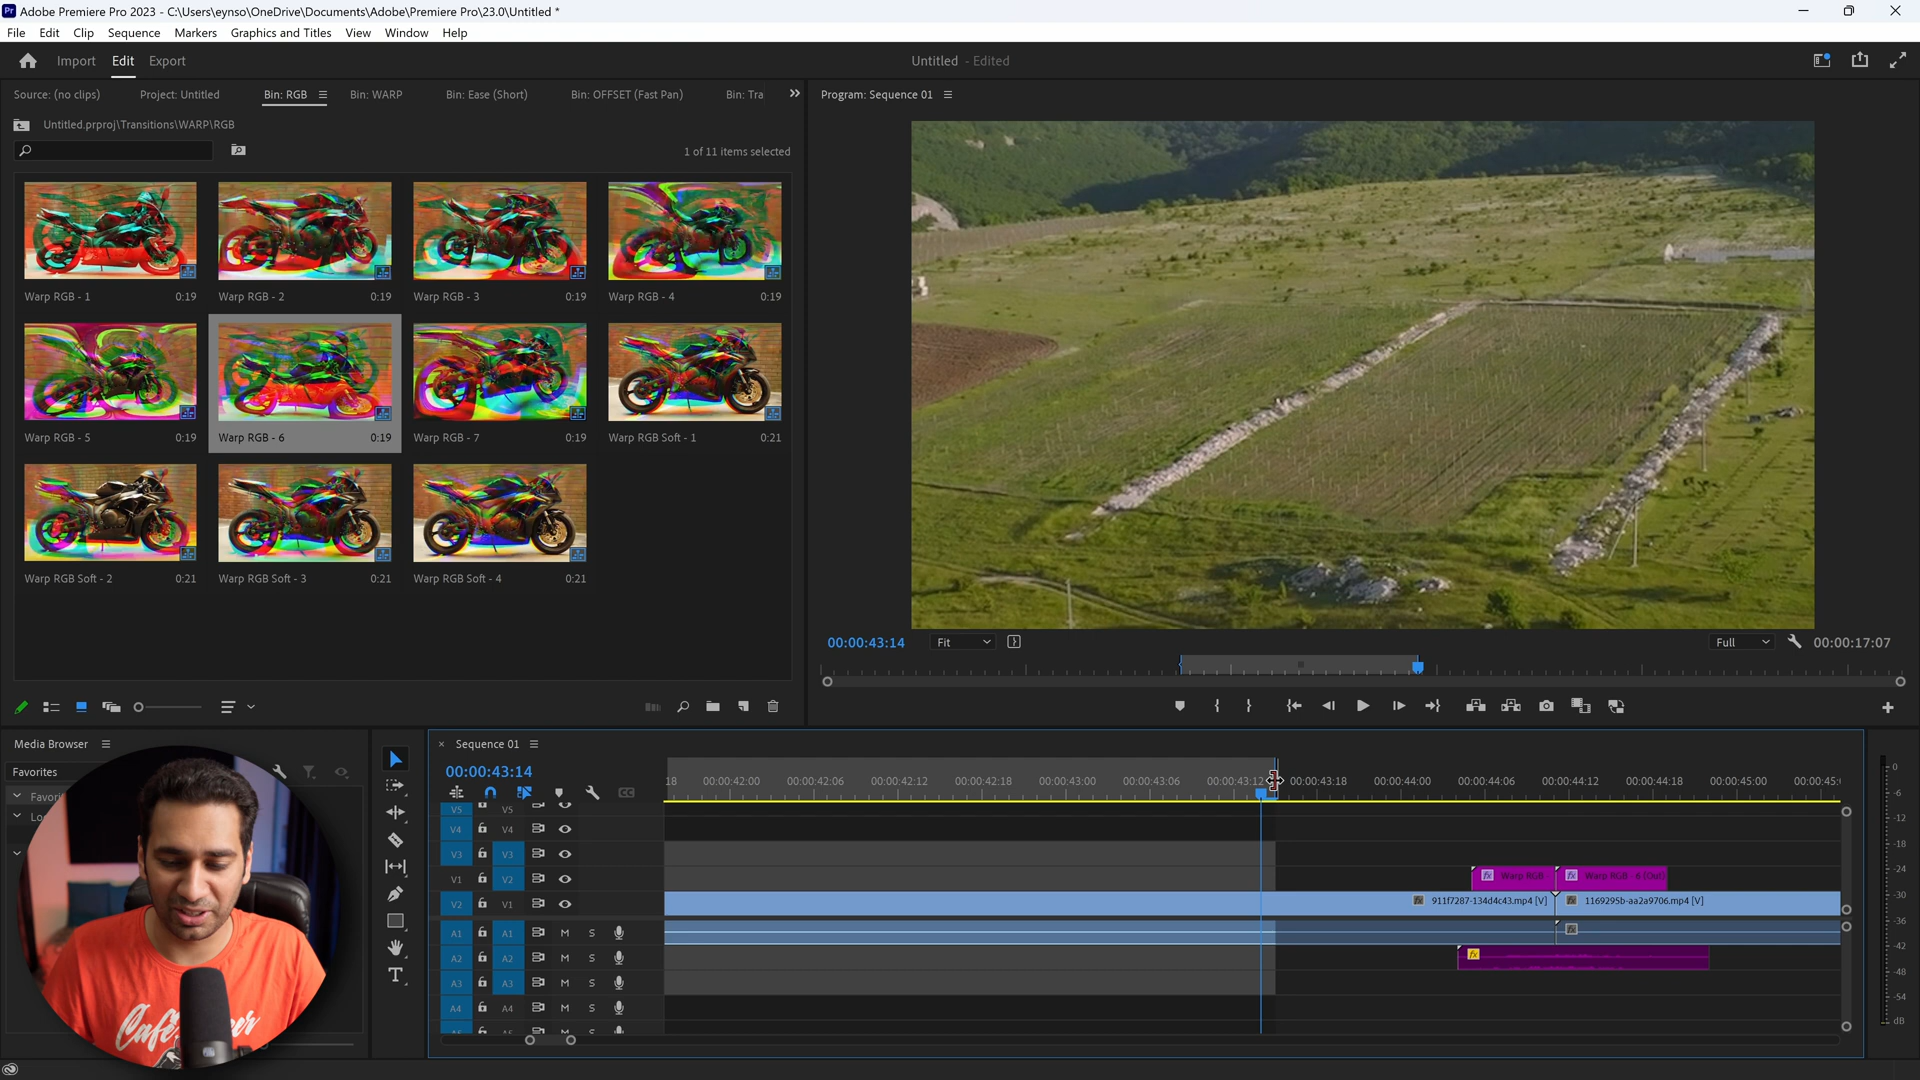 Pr Adobe Premiere Pro 2023 - C:\Users\eynso\OneDrive\Documents\Adobe\Premiere Pro\23.0\Untitled *
File Edit Clip Sequence Markers Graphics and Titles View Window Help
Import Edit Export Untitled - Edited
Source: (no clips) Project: Untitled Bin: RGB Bin: WARP Bin: Ease (Short) Bin: OFFSET (Fast Pan) Bin: Tra
Program: Sequence 01
Untitled.prproj\Transitions\WARP\RGB
1 of 11 items selected
Warp RGB - 1 0:19 Warp RGB - 2 0:19 Warp RGB - 3 0:19 Warp RGB - 4 0:19
Warp RGB - 5 0:19 Warp RGB - 6 0:19 Warp RGB - 7 0:19 Warp RGB Soft - 1 0:21
Warp RGB Soft - 2 0:21 Warp RGB Soft - 3 0:21 Warp RGB Soft - 4 0:21
00:00:43:14 Fit Full 00:00:17:07
Media Browser
Favorites
Favori
Lo
Sequence 01
00:00:43:14
18 00:00:42:00 00:00:42:06 00:00:42:12 00:00:42:18 00:00:43:00 00:00:43:06 00:00:43:12 00:00:43:18 00:00:44:00 00:00:44:06 00:00:44:12 00:00:44:18 00:00:45:00 00:00:45:
V5 V5
V4 V4
V3 V3
V1 V2 fx Warp RGB - fx Warp RGB - 6 (Out)
V2 V1 fx 911f7287-134d4c43.mp4 [V] fx 1169295b-aa2a9706.mp4 [V]
A1 A1 M S fx
A2 A2 M S fx
A3 A3 M S
A4 A4 M S
0
-6
-12
-18
-24
-30
-36
-42
-48
-54
dB